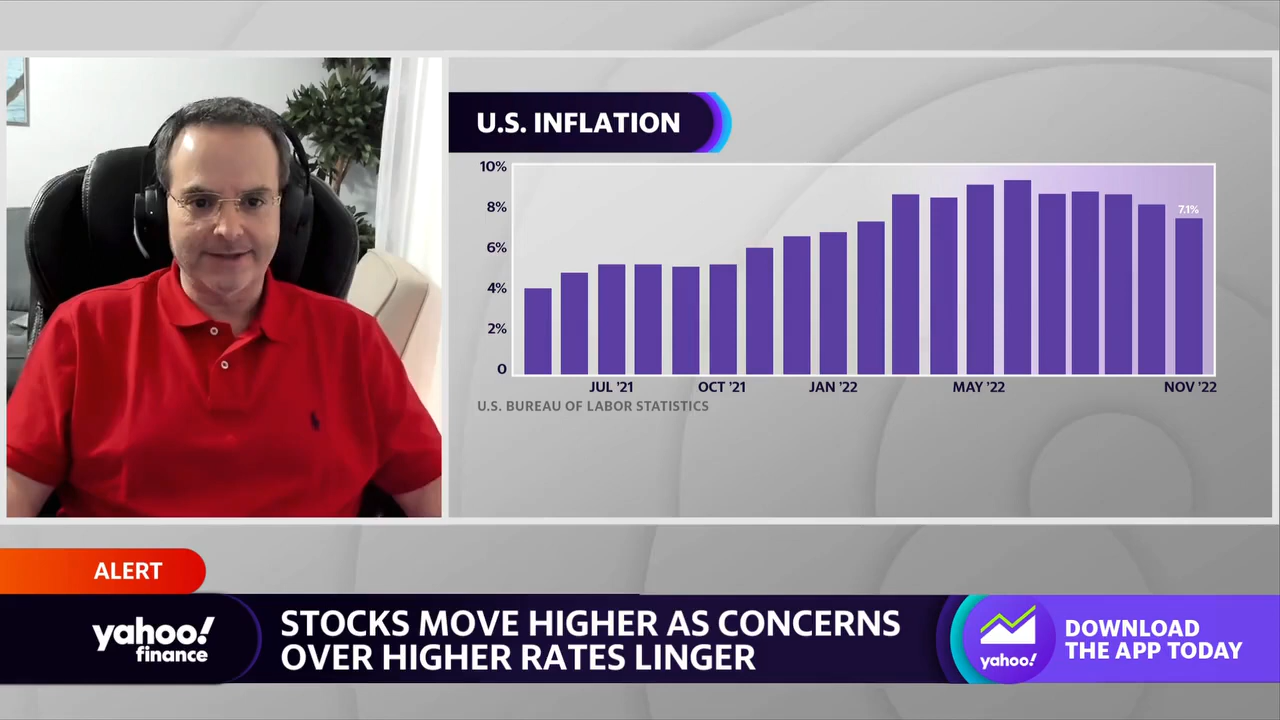 U.S. INFLATION
10%
8%
6%
4%
2%
0
7.1%
JUL '21
OCT '21
JAN '22
MAY '22
NOV '22
U.S. BUREAU OF LABOR STATISTICS
ALERT
yahoo!
finance
STOCKS MOVE HIGHER AS CONCERNS
OVER HIGHER RATES LINGER
yahoo!
DOWNLOAD
THE APP TODAY